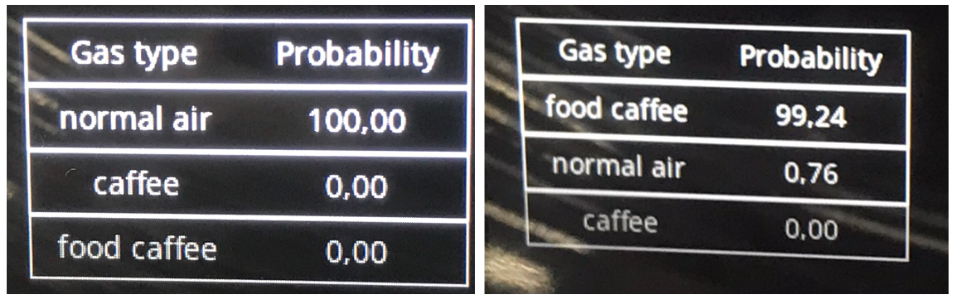 Gas type Probability
normal air 100,00
caffee 0,00
food caffee 0,00
Gas type Probability
food caffee 99,24
normal air 0,76
caffee 0,00